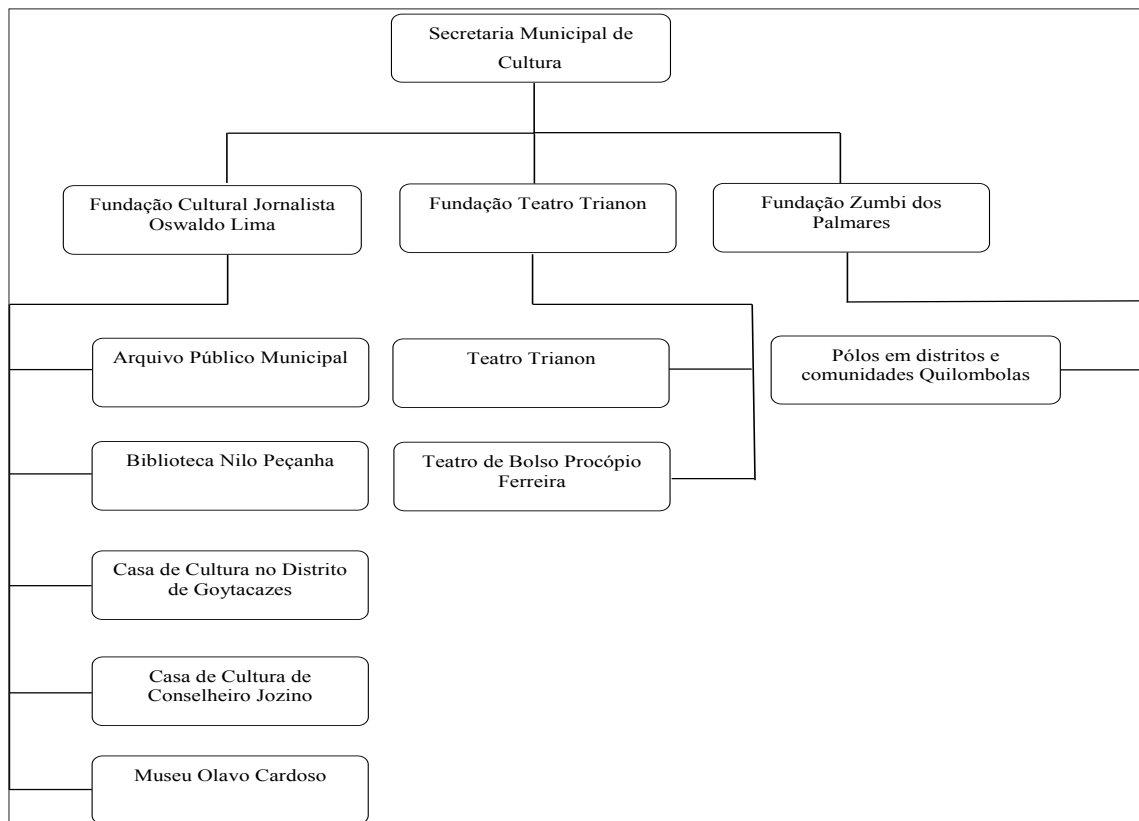 Secretaria Municipal de
Cultura
Fundação Cultural Jornalista
Oswaldo Lima
Fundação Teatro Trianon
Fundação Zumbi dos
Palmares
Arquivo Público Municipal
Teatro Trianon
Pólos em distritos e
comunidades Quilombolas
Biblioteca Nilo Peçanha
Teatro de Bolso Procópio
Ferreira
Casa de Cultura no Distrito
de Goytacazes
Casa de Cultura de
Conselheiro Jozino
Museu Olavo Cardoso